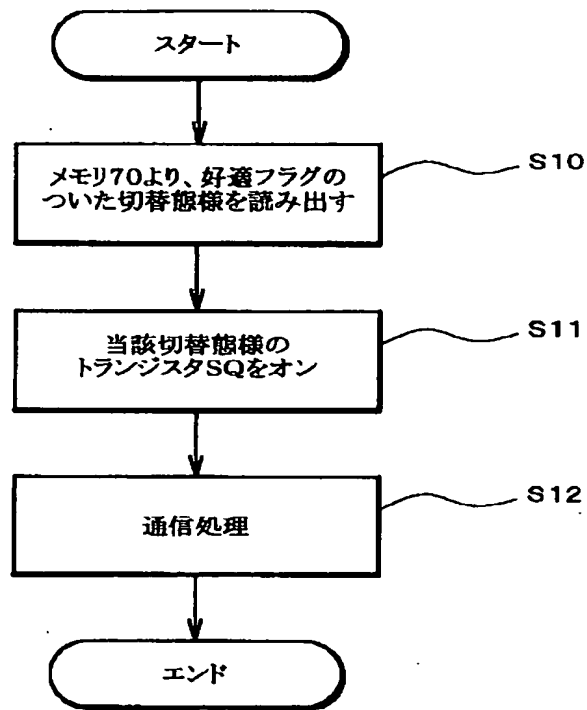 スタート
メモリ70より、好適フラグの
ついた切替態様を読み出す
S10
当該切替態様の
トランジスタSQをオン
S11
通信処理
S12
エンド